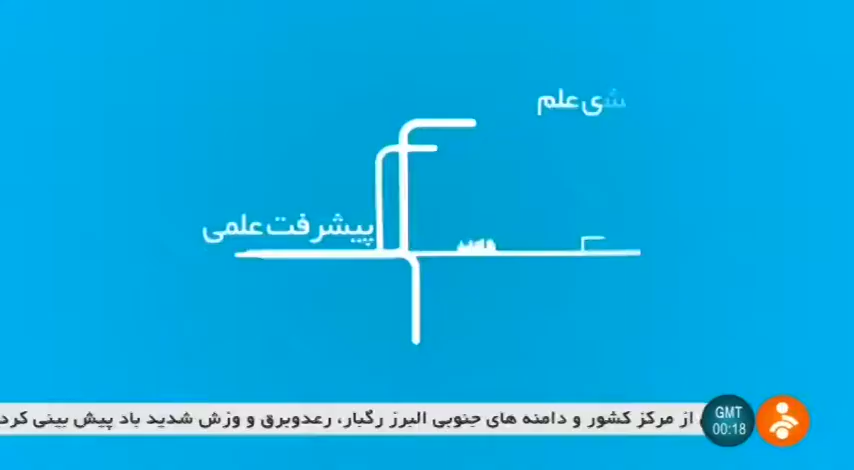 ی علم
پیشرفت علمی
از مرکز کشور و دامنه های جنوبی البرز رگبار، رعدوبرق و وزش شدید باد پیش بینی کرد
GMT
00:18